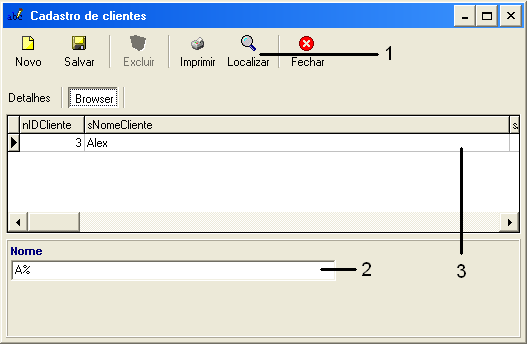 Cadastro de clientes
Novo Salvar Excluir Imprimir Localizar Fechar 1
Detalhes Browser
nIDCliente sNomeCliente
3 Alex
Nome
A% 2
3